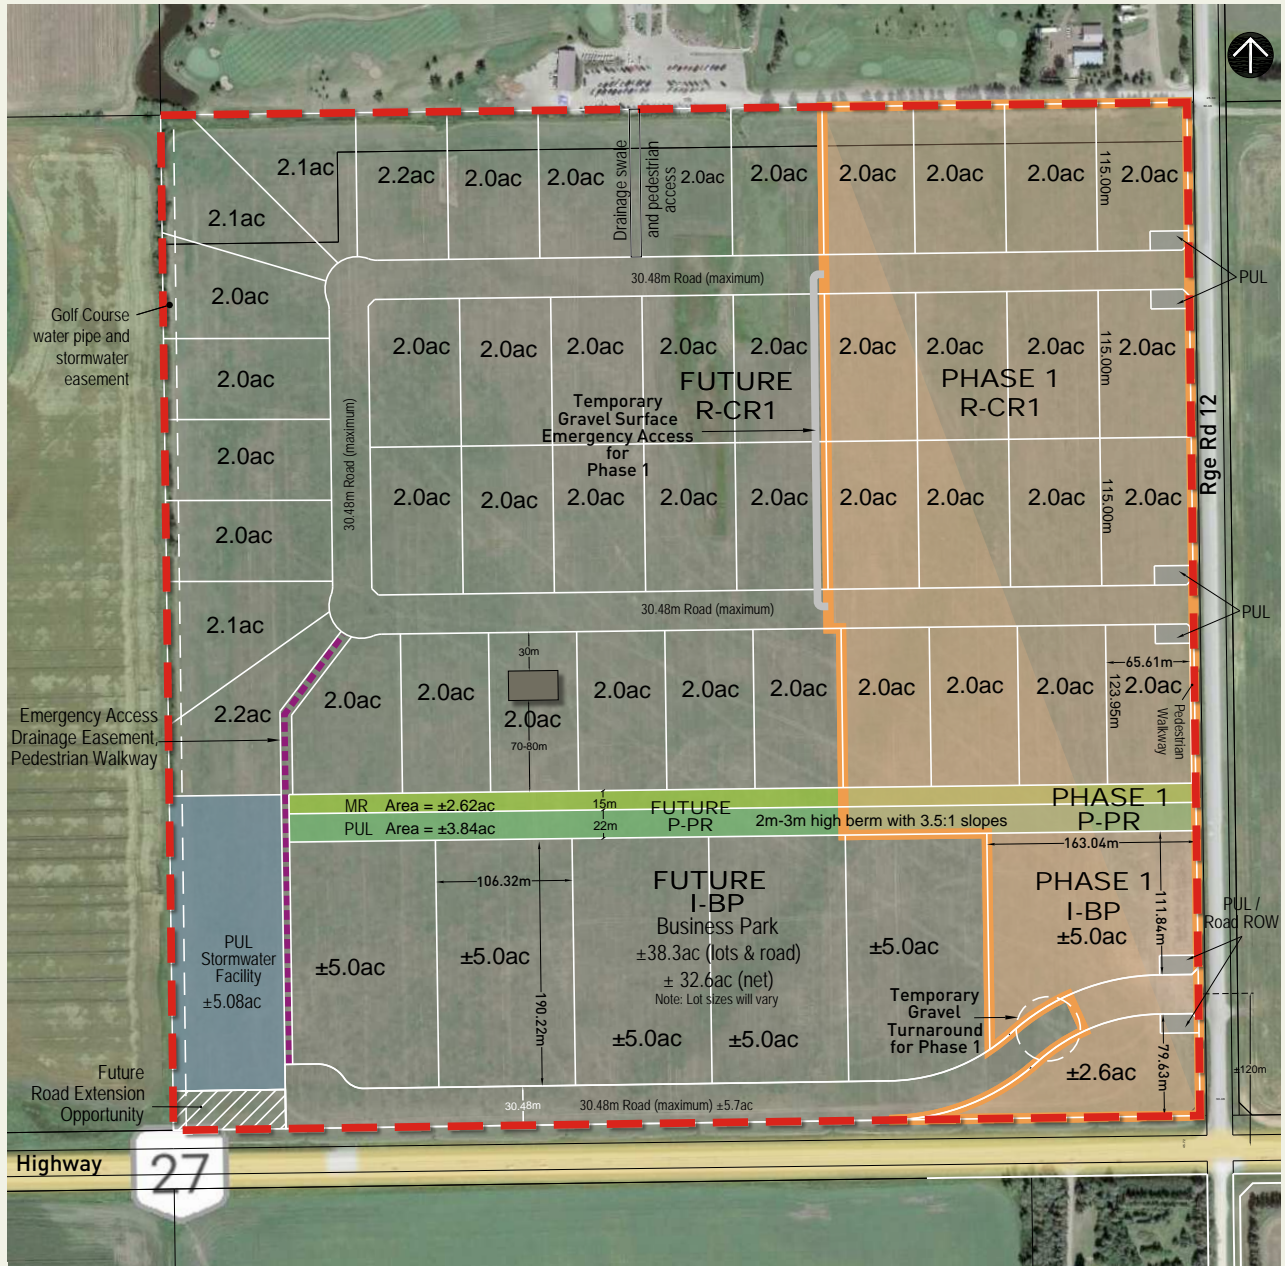 2.1ac
2.2ac
2.0ac
2.0ac
Drainage swale
and pedestrian
access
2.0ac
2.0ac
2.0ac
2.0ac
2.0ac
115.00m
2.0ac
2.1ac
PUL
30.48m Road (maximum)
2.0ac
Golf Course
water pipe and
stormwater
easement
2.0ac
2.0ac
2.0ac
2.0ac
2.0ac
2.0ac
2.0ac
2.0ac
115.00m
2.0ac
2.0ac
FUTURE
R-CR1
PHASE 1
R-CR1
Temporary
Gravel Surface
Emergency Access
for
Phase 1
Rge Rd 12
2.0ac
30.48m Road (maximum)
2.0ac
2.0ac
2.0ac
2.0ac
2.0ac
2.0ac
2.0ac
2.0ac
115.00m
2.0ac
2.0ac
30.48m Road (maximum)
PUL
2.1ac
30m
2.0ac
2.0ac
2.0ac
2.0ac
2.0ac
2.0ac
2.0ac
2.0ac
2.0ac
65.61m
123.95m
2.0ac
Pedestrian
Walkway
70-80m
2.2ac
Emergency Access
Drainage Easement,
Pedestrian Walkway
MR Area = ±2.62ac
15m
FUTURE
P-PR
PHASE 1
P-PR
PUL Area = ±3.84ac
22m
2m-3m high berm with 3.5:1 slopes
163.04m
106.32m
FUTURE
I-BP
Business Park
±38.3ac (lots & road)
± 32.6ac (net)
Note: Lot sizes will vary
PHASE 1
I-BP
±5.0ac
111.84m
PUL /
Road ROW
PUL
Stormwater
Facility
±5.08ac
±5.0ac
±5.0ac
190.22m
±5.0ac
±5.0ac
±5.0ac
Temporary
Gravel
Turnaround
for Phase 1
±2.6ac
79.63m
±120m
Future
Road Extension
Opportunity
30.48m
30.48m Road (maximum) ±5.7ac
Highway
27